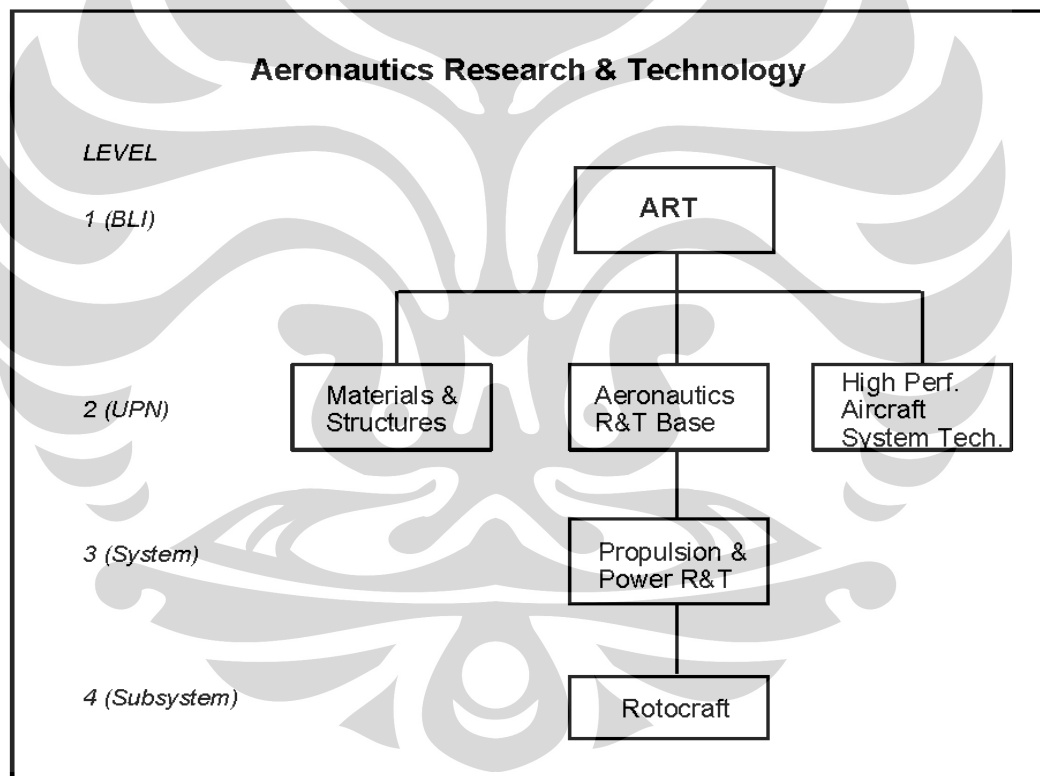 Aeronautics Research & Technology
LEVEL
1 (BLI)
ART
2 (UPN)
Materials &
Structures
Aeronautics
R&T Base
High Perf.
Aircraft
System Tech.
3 (System)
Propulsion &
Power R&T
4 (Subsystem)
Rotocraft